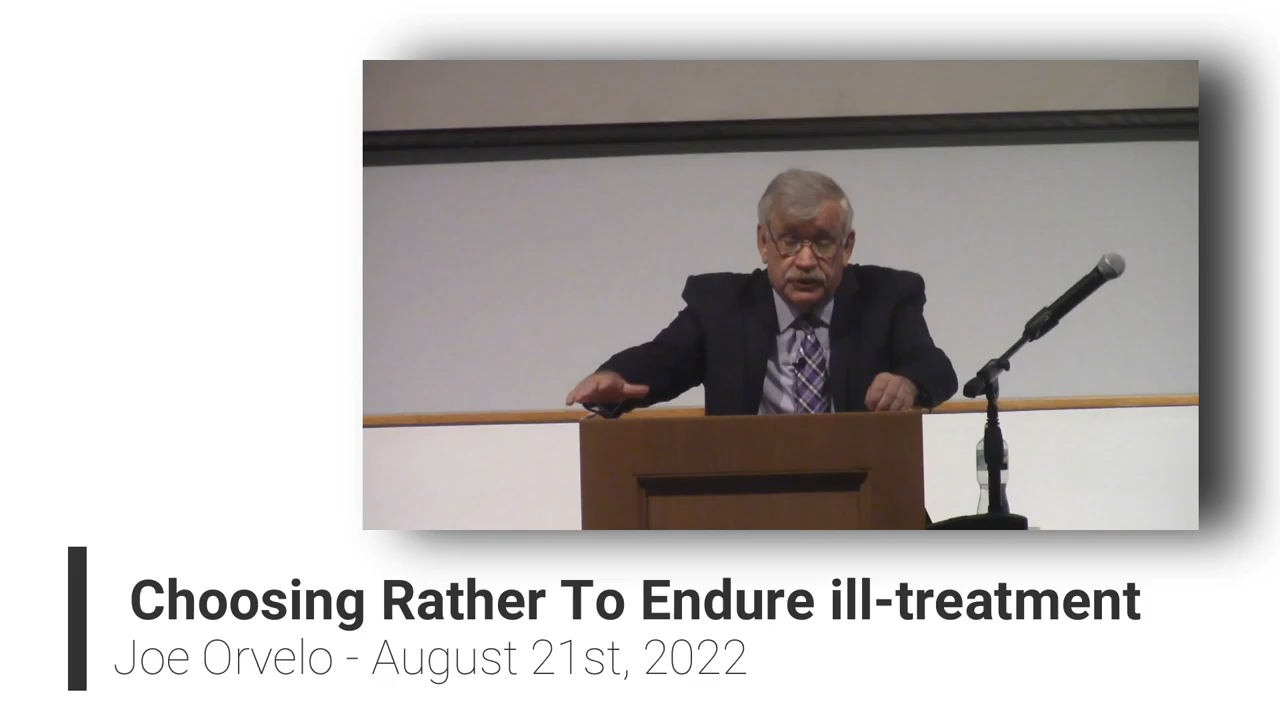 Choosing Rather To Endure ill-treatment
Joe Orvelo - August 21st, 2022